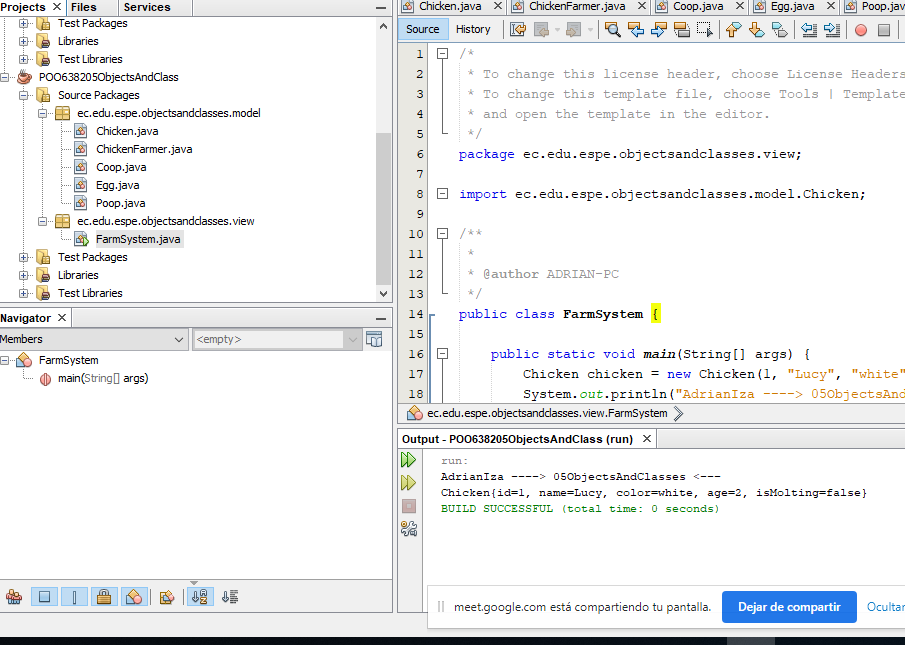 Projects Files Services
Test Packages
Libraries
Test Libraries
POO638205ObjectsAndClass
Source Packages
ec.edu.espe.objectsandclasses.model
Chicken.java
ChickenFarmer.java
Coop.java
Egg.java
Poop.java
ec.edu.espe.objectsandclasses.view
FarmSystem.java
Test Packages
Libraries
Test Libraries
Navigator
Members <empty>
FarmSystem
main(String[] args)
Chicken.java ChickenFarmer.java Coop.java Egg.java Poop.jav
Source History
1 /*
2 * To change this license header, choose License Headers
3 * To change this template file, choose Tools | Template
4 * and open the template in the editor.
5 */
6 package ec.edu.espe.objectsandclasses.view;
7
8 import ec.edu.espe.objectsandclasses.model.Chicken;
9
10 /**
11 *
12 * @author ADRIAN-PC
13 */
14 public class FarmSystem {
15
16 public static void main(String[] args) {
17 Chicken chicken = new Chicken(1, "Lucy", "white"
18 System.out.println("AdrianIza ----> 05ObjectsAnd
ec.edu.espe.objectsandclasses.view.FarmSystem
Output - POO638205ObjectsAndClass (run)
run:
AdrianIza ----> 05ObjectsAndClasses <---
Chicken{id=1, name=Lucy, color=white, age=2, isMolting=false}
BUILD SUCCESSFUL (total time: 0 seconds)
meet.google.com está compartiendo tu pantalla. Dejar de compartir Ocultar